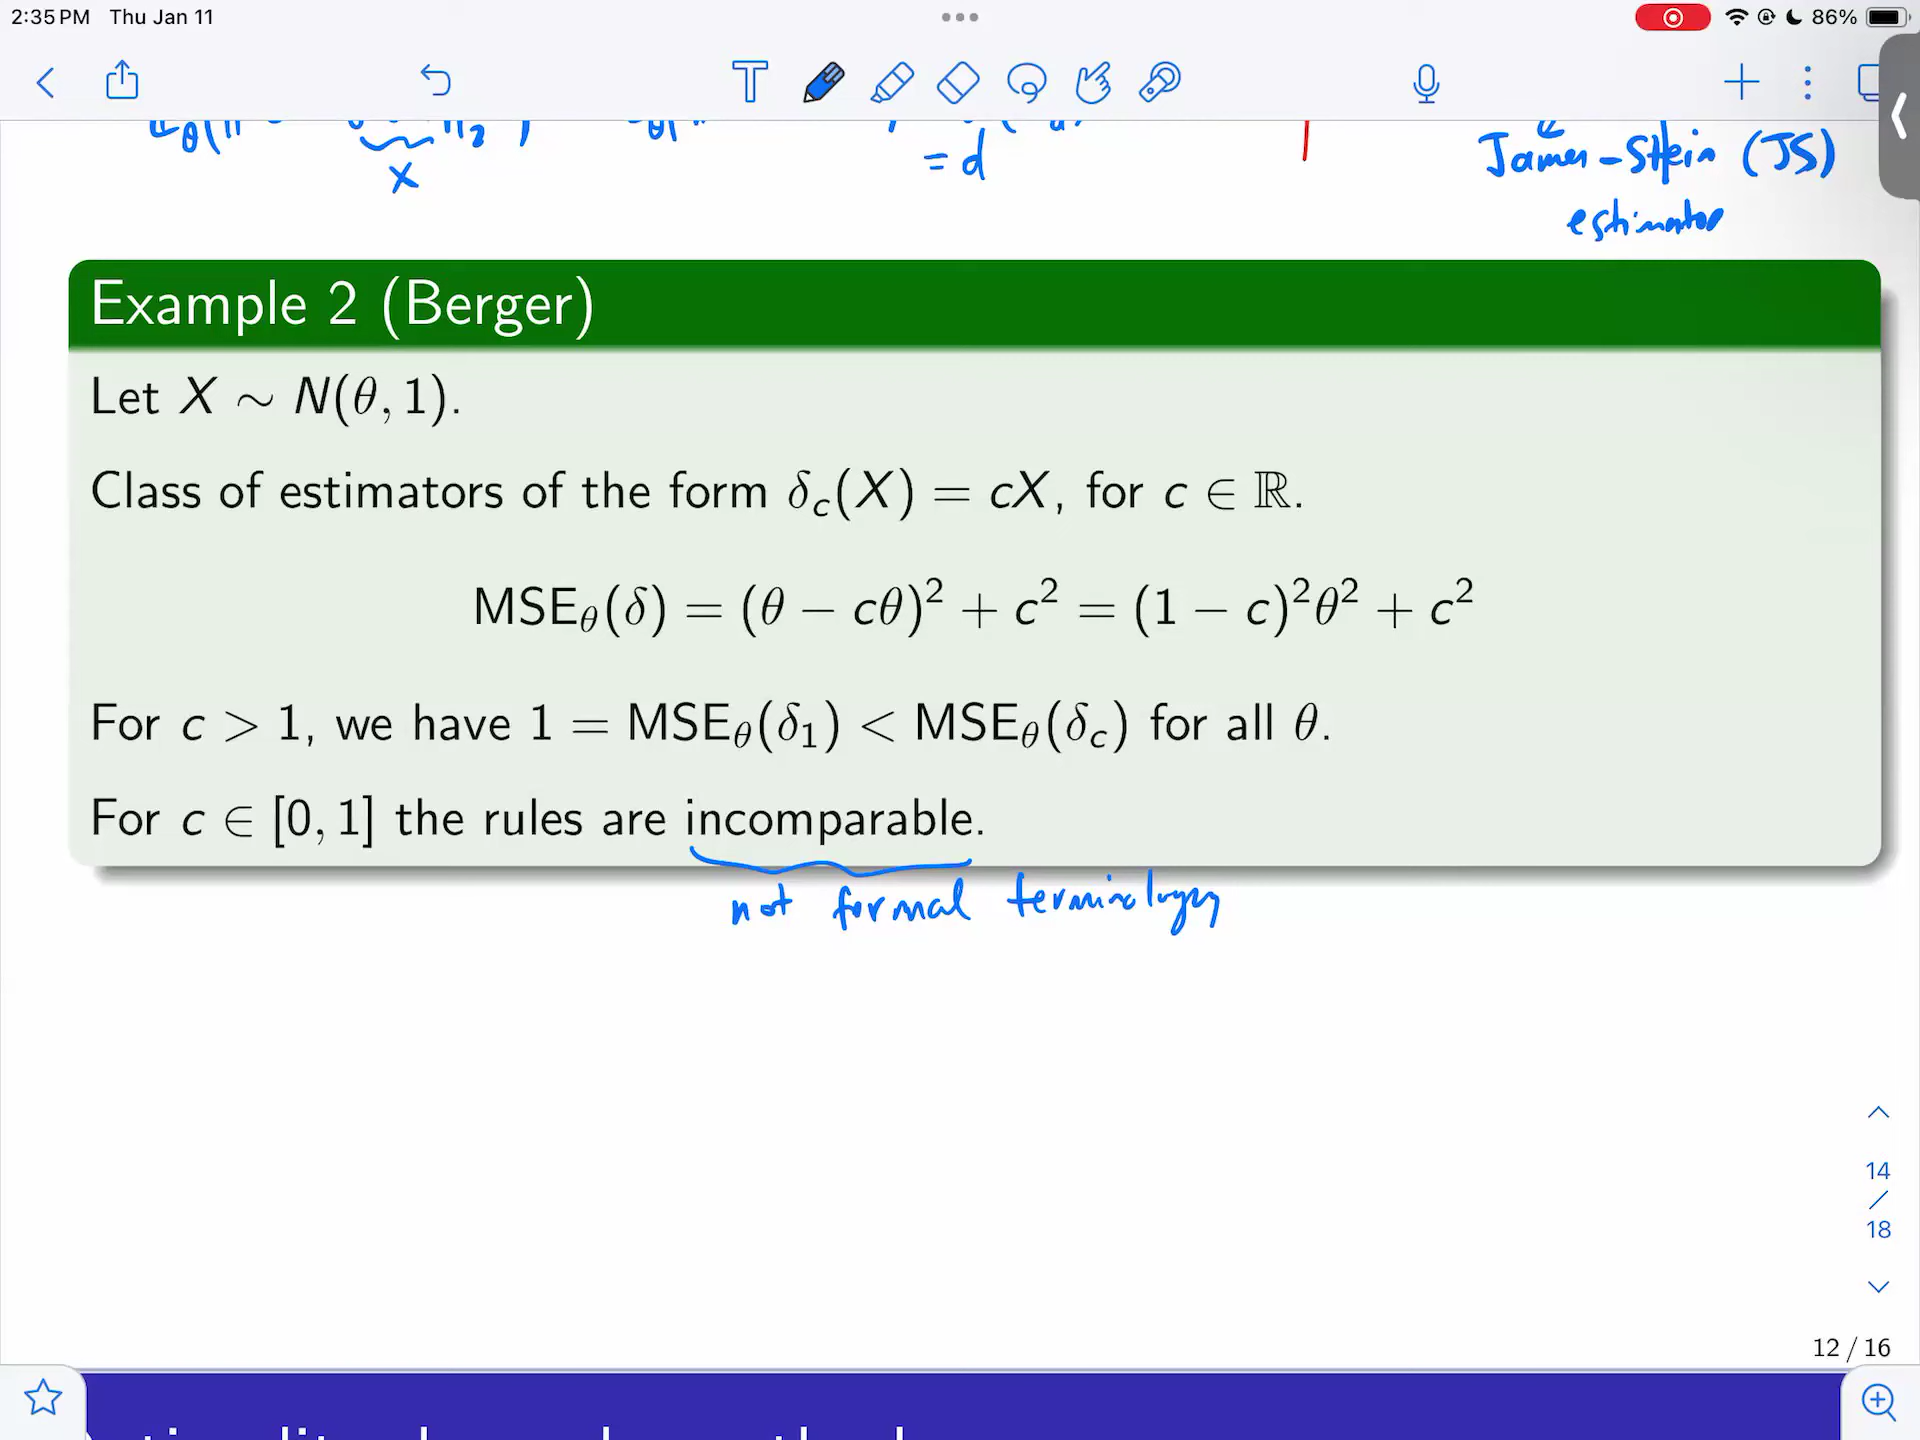 2:35 PM Thu Jan 11
86%
x
= d
James-Stein (JS)
estimator
Example 2 (Berger)
Let X ∼ N(θ, 1).
Class of estimators of the form δ_c(X) = cX, for c ∈ ℝ.
MSE_θ(δ) = (θ − cθ)² + c² = (1 − c)²θ² + c²
For c > 1, we have 1 = MSE_θ(δ₁) < MSE_θ(δ_c) for all θ.
For c ∈ [0, 1] the rules are incomparable.
not formal terminology
14
/
18
12 / 16